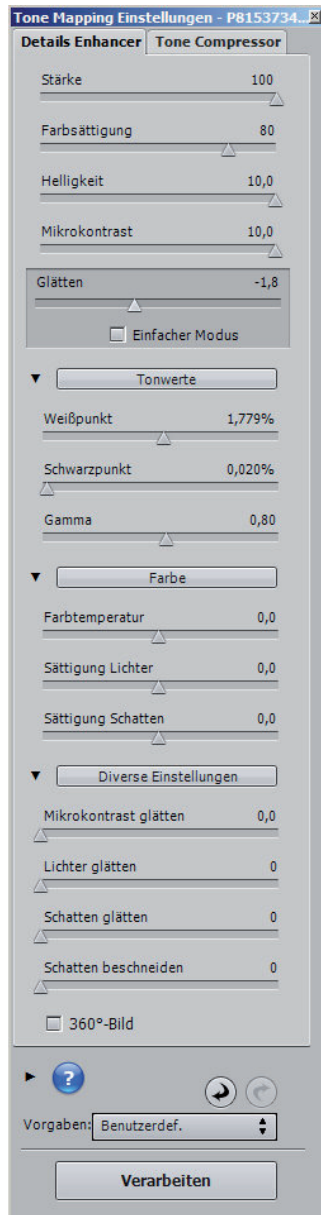 Tone Mapping Einstellungen - P8153734...
Details Enhancer Tone Compressor
Stärke 100
Farbsättigung 80
Helligkeit 10,0
Mikrokontrast 10,0
Glätten -1,8
Einfacher Modus
Tonwerte
Weißpunkt 1,779%
Schwarzpunkt 0,020%
Gamma 0,80
Farbe
Farbtemperatur 0,0
Sättigung Lichter 0,0
Sättigung Schatten 0,0
Diverse Einstellungen
Mikrokontrast glätten 0,0
Lichter glätten 0
Schatten glätten 0
Schatten beschneiden 0
360°-Bild
?
Vorgaben: Benutzerdef.
Verarbeiten